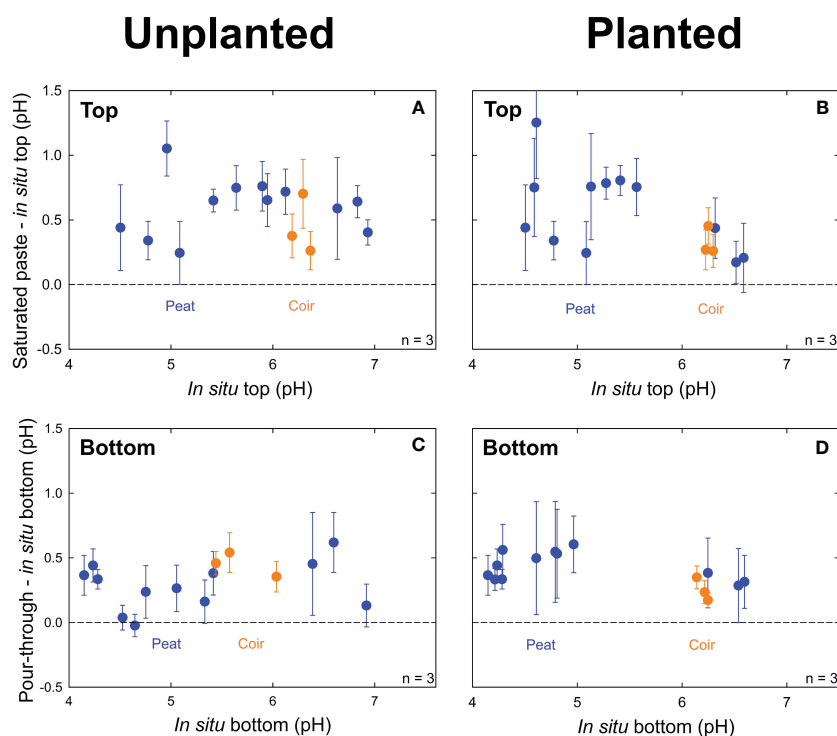 Unplanted
Planted
Saturated paste - in situ top (pH)
1.5
1.0
0.5
0.0
-0.5
Top
A
Peat
Coir
n = 3
4
5
6
7
In situ top (pH)
Top
B
Peat
Coir
n = 3
4
5
6
7
In situ top (pH)
Pour-through - in situ bottom (pH)
1.5
1.0
0.5
0.0
-0.5
Bottom
C
Peat
Coir
n = 3
4
5
6
7
In situ bottom (pH)
Bottom
D
Peat
Coir
n = 3
4
5
6
7
In situ bottom (pH)